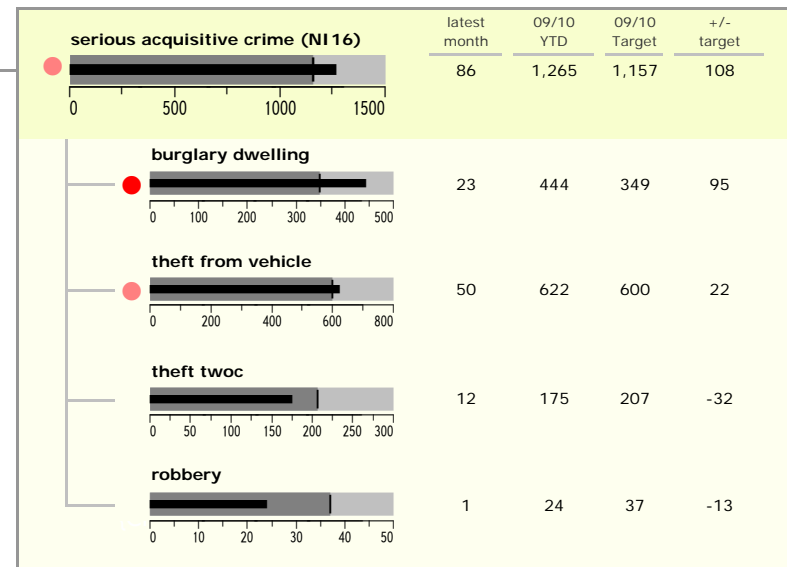 latest 09/10 09/10 +/-
serious acquisitive crime (NI16) month YTD Target target
86 1,265 1,157 108
0 500 1000 1500
burglary dwelling
23 444 349 95
0 100 200 300 400 500
theft from vehicle
50 622 600 22
0 200 400 600 800
theft twoc
12 175 207 -32
0 50 100 150 200 250 300
robbery
1 24 37 -13
0 10 20 30 40 50